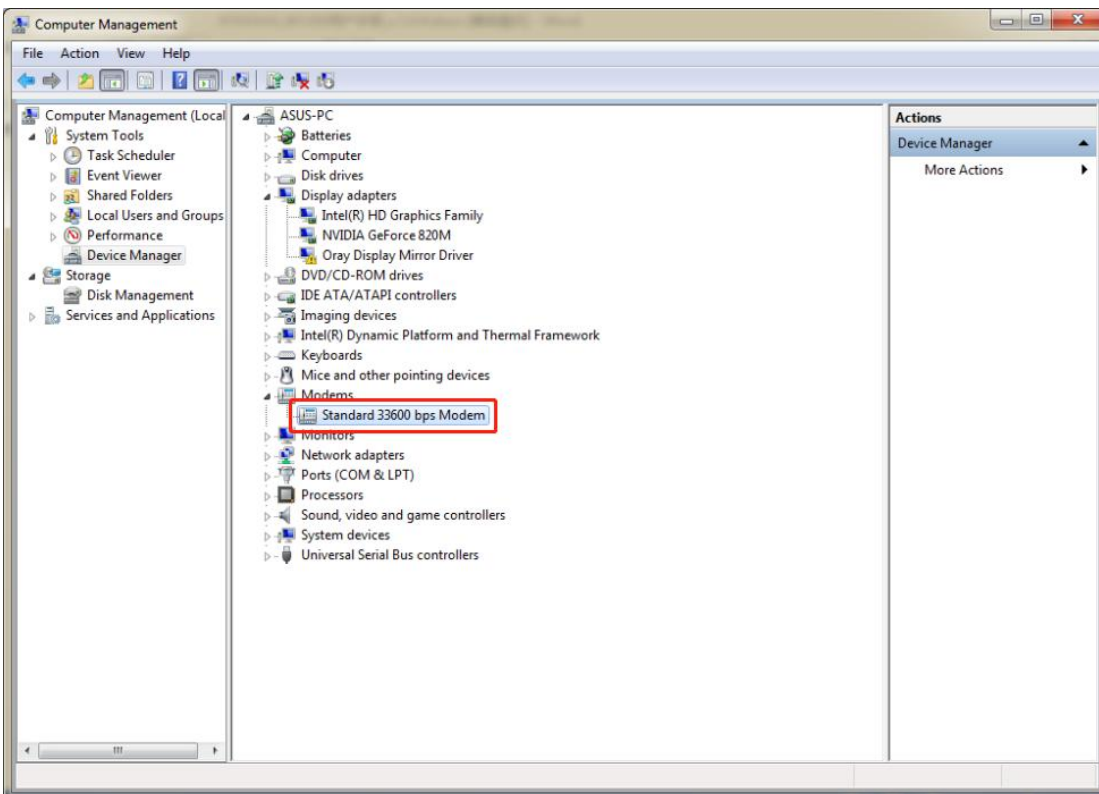 Computer Management
File Action View Help
Computer Management (Local
System Tools
Task Scheduler
Event Viewer
Shared Folders
Local Users and Groups
Performance
Device Manager
Storage
Disk Management
Services and Applications
ASUS-PC
Batteries
Computer
Disk drives
Display adapters
Intel(R) HD Graphics Family
NVIDIA GeForce 820M
Oray Display Mirror Driver
DVD/CD-ROM drives
IDE ATA/ATAPI controllers
Imaging devices
Intel(R) Dynamic Platform and Thermal Framework
Keyboards
Mice and other pointing devices
Modems
Standard 33600 bps Modem
Monitors
Network adapters
Ports (COM & LPT)
Processors
Sound, video and game controllers
System devices
Universal Serial Bus controllers
Actions
Device Manager
More Actions